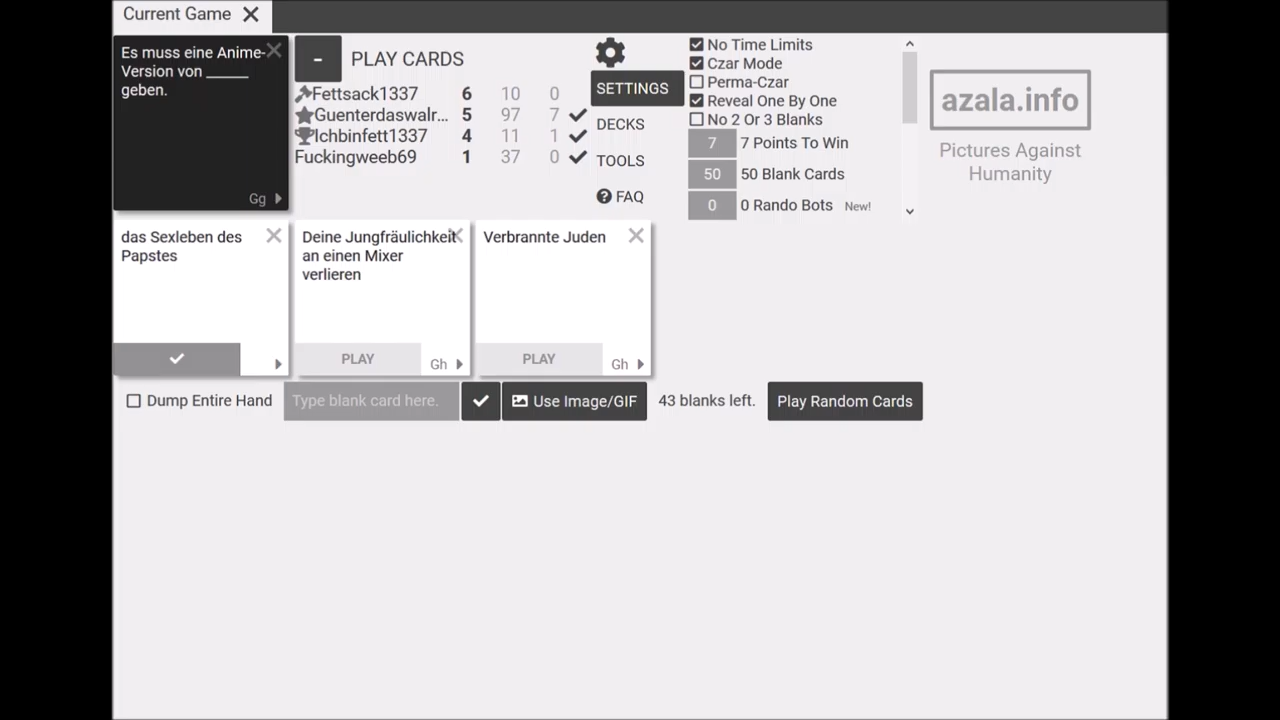 Current Game
Es muss eine Anime-
Version von ______
geben.
Gg
-
PLAY CARDS
Fettsack1337 6 10 0
Guenterdaswalr... 5 97 7
Ichbinfett1337 4 11 1
Fuckingweeb69 1 37 0
SETTINGS
DECKS
TOOLS
FAQ
No Time Limits
Czar Mode
Perma-Czar
Reveal One By One
No 2 Or 3 Blanks
7 7 Points To Win
50 50 Blank Cards
0 0 Rando Bots New!
azala.info
Pictures Against
Humanity
das Sexleben des
Papstes
Deine Jungfräulichkeit
an einen Mixer
verlieren
PLAY
Gh
Verbrannte Juden
PLAY
Gh
Dump Entire Hand
Type blank card here.
Use Image/GIF
43 blanks left.
Play Random Cards